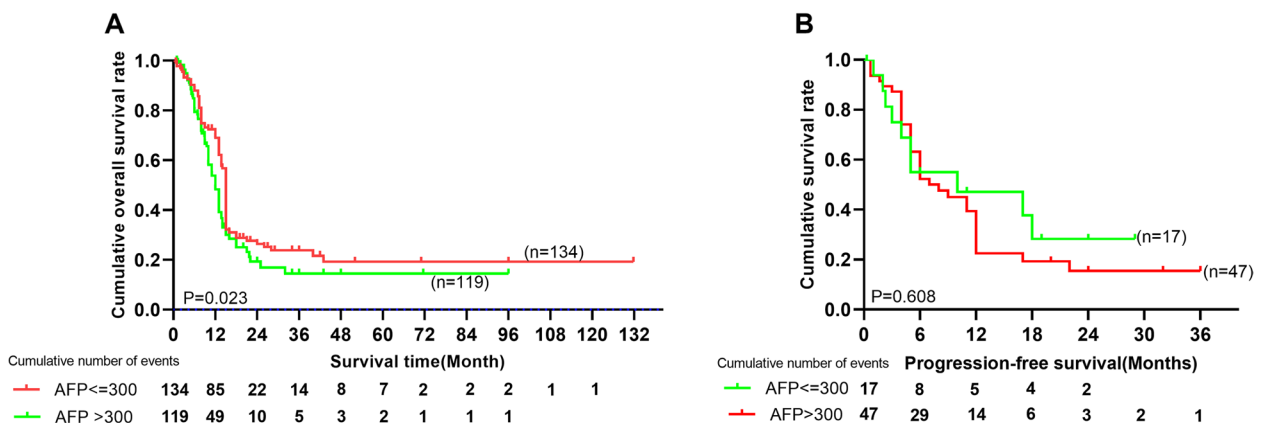 A
Cumulative overall survival rate
1.0
0.8
0.6
0.4
0.2
0.0
(n=134)
(n=119)
P=0.023
0 12 24 36 48 60 72 84 96 108 120 132
Survival time(Month)
Cumulative number of events
AFP<=300 134 85 22 14 8 7 2 2 2 1 1
AFP >300 119 49 10 5 3 2 1 1 1
B
Cumulative survival rate
1.0
0.8
0.6
0.4
0.2
0.0
(n=17)
(n=47)
P=0.608
0 6 12 18 24 30 36
Progression-free survival(Months)
Cumulative number of events
AFP<=300 17 8 5 4 2
AFP>300 47 29 14 6 3 2 1